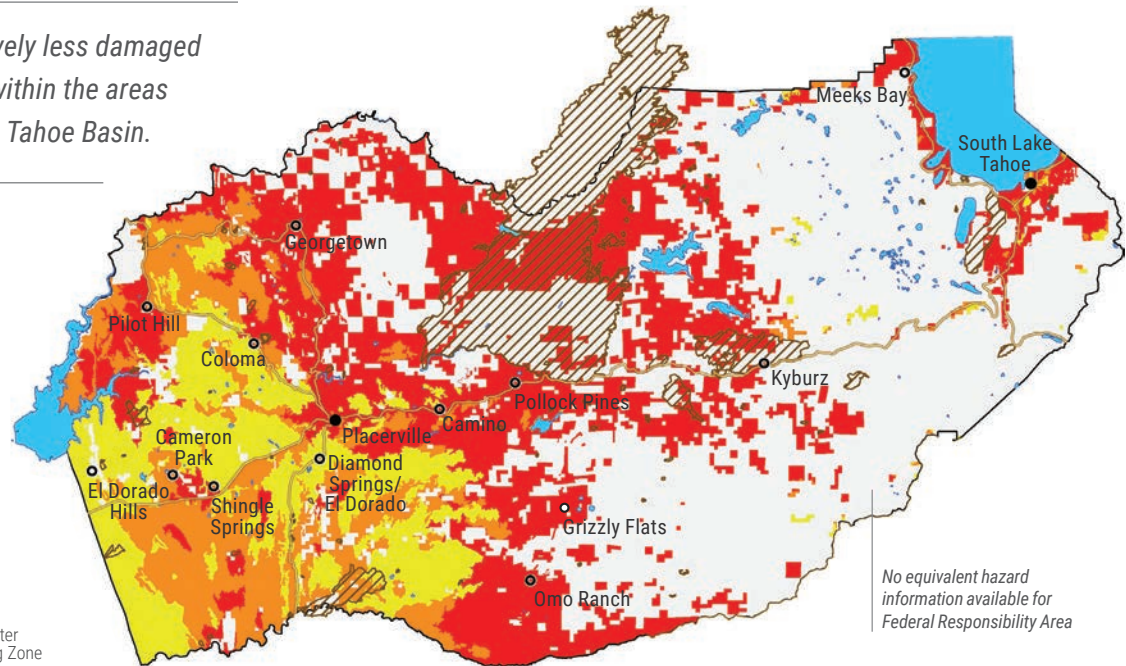 vely less damaged
within the areas
Tahoe Basin.
Meeks Bay
South Lake
Tahoe
Georgetown
Pilot Hill
Coloma
Kyburz
Pollock Pines
Camino
Placerville
Cameron
Park
Diamond
Springs/
El Dorado
El Dorado
Hills
Shingle
Springs
Grizzly Flats
Omo Ranch
No equivalent hazard
information available for
Federal Responsibility Area
ter
g Zone